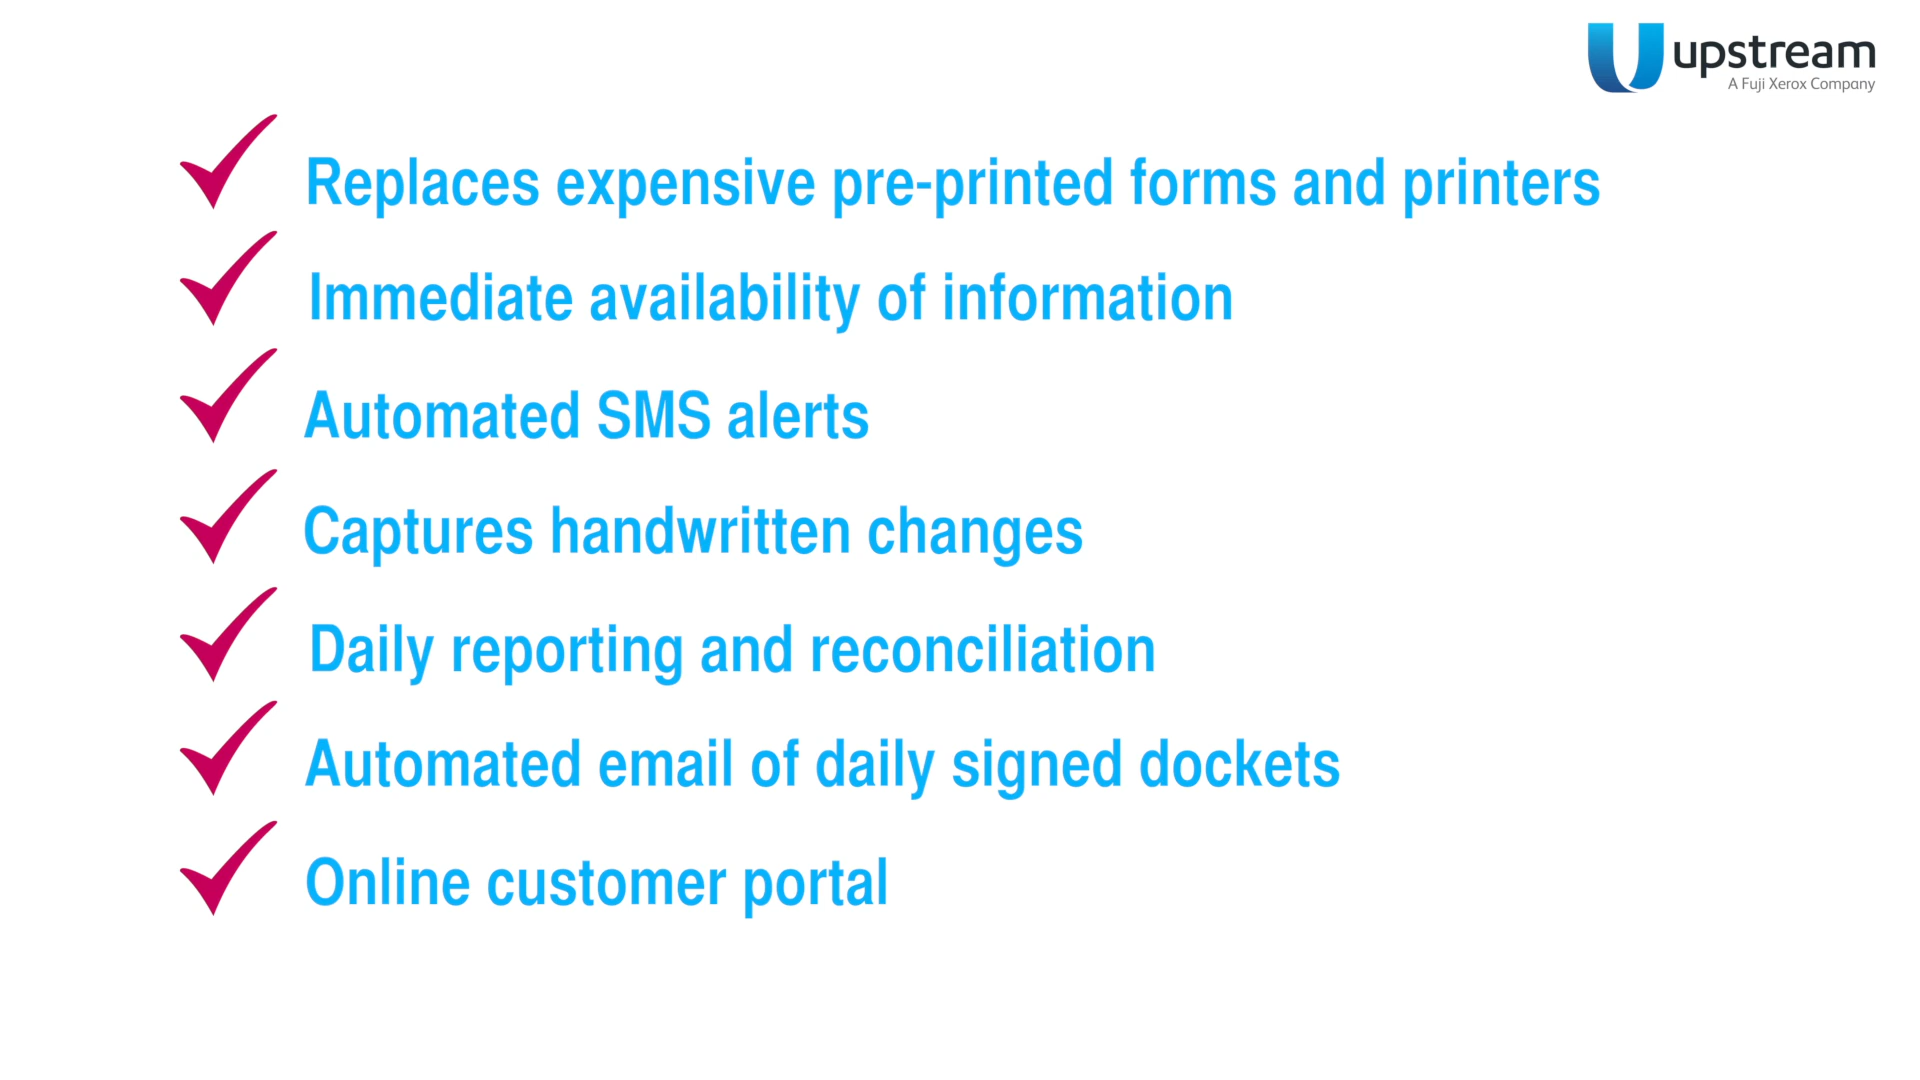 upstream
A Fuji Xerox Company
Replaces expensive pre-printed forms and printers
Immediate availability of information
Automated SMS alerts
Captures handwritten changes
Daily reporting and reconciliation
Automated email of daily signed dockets
Online customer portal